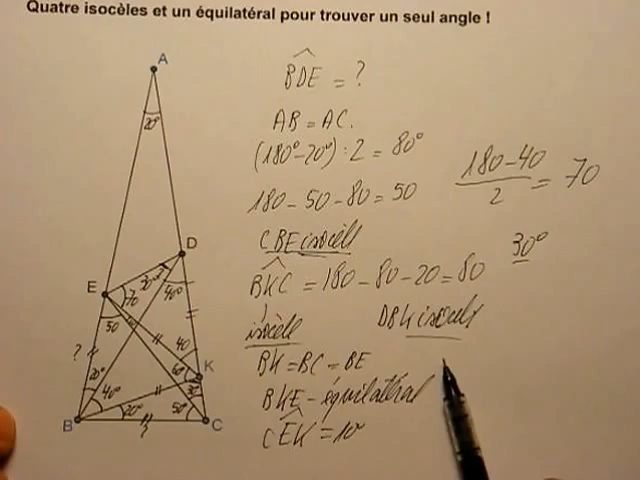 Quatre isocèles et un équilatéral pour trouver un seul angle !
A
20°
D
30°
40°
E
70
50
?
40
K
60
30
20°
40°
20°
50°
B
?
C
BDE = ?
AB = AC.
(180° - 20°) : 2 = 80°
180 - 50 - 80 = 50
CBE isocèle
BKC = 180 - 80 - 20 = 80
isocèle
BK = BC = BE
BKE - équilatéral
CEK = 10°
180 - 40
2
= 70
30°
DBK isocèle